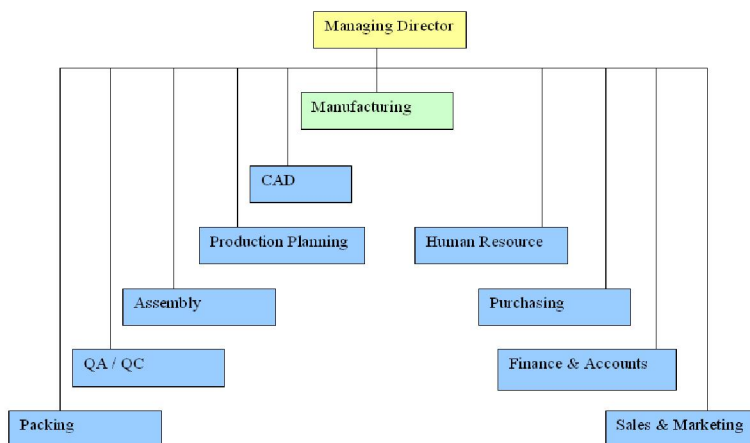 Managing Director
Manufacturing
CAD
Production Planning
Human Resource
Assembly
Purchasing
QA / QC
Finance & Accounts
Packing
Sales & Marketing